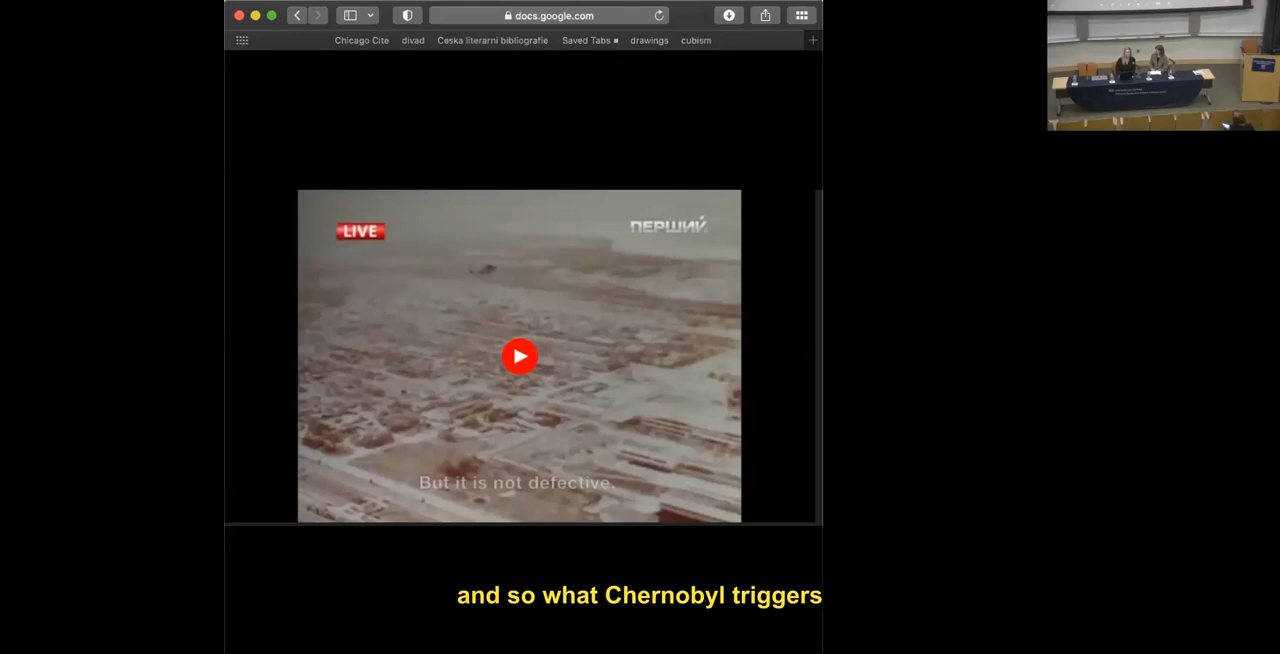 docs.google.com
Chicago Cite divad Ceska literarni bibliografie Saved Tabs drawings cubism
LIVE
ПЕРШИЙ
But it is not defective.
and so what Chernobyl triggers